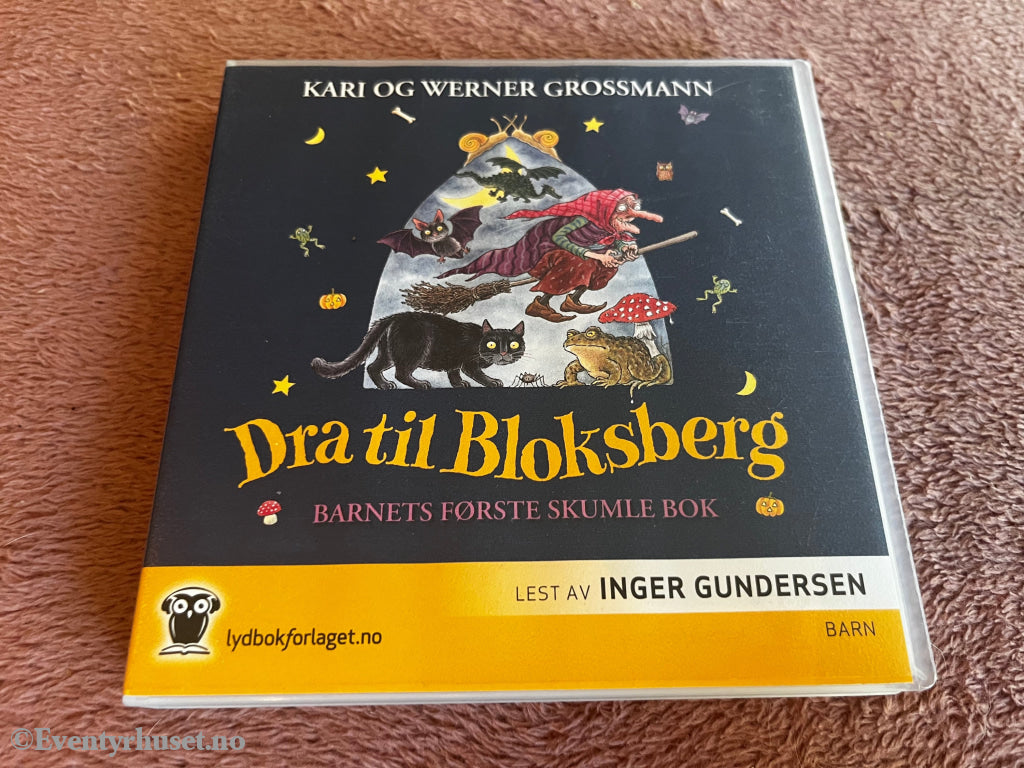 KARI OG WERNER GROSSMANN
Dra til Bloksberg
BARNETS FØRSTE SKUMLE BOK
LEST AV INGER GUNDERSEN
lydbokforlaget.no
BARN
©Eventyrhuset.no